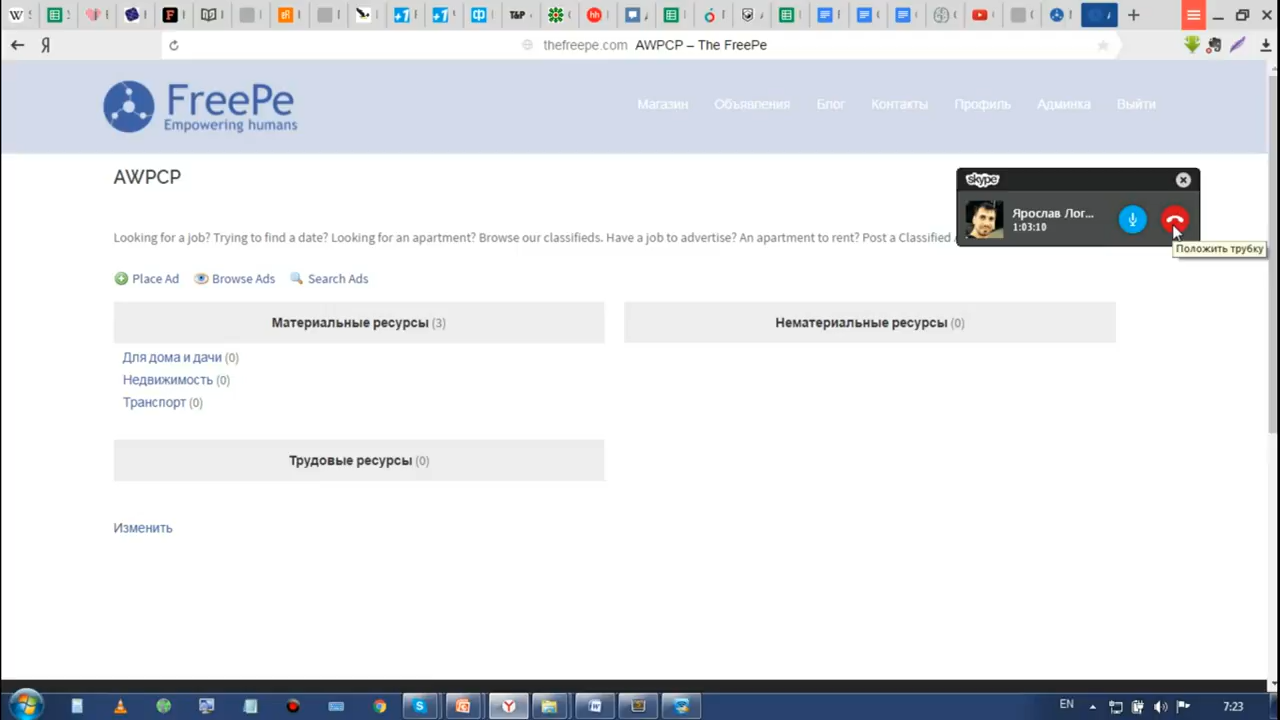 thefreepe.com AWPCP – The FreePe
FreePe
Empowering humans
Магазин Объявления Блог Контакты Профиль Админка Выйти
AWPCP
skype
Ярослав Лог...
1:03:10
Положить трубку
Looking for a job? Trying to find a date? Looking for an apartment? Browse our classifieds. Have a job to advertise? An apartment to rent? Post a Classified
Place Ad Browse Ads Search Ads
Материальные ресурсы (3) Нематериальные ресурсы (0)
Для дома и дачи (0)
Недвижимость (0)
Транспорт (0)
Трудовые ресурсы (0)
Изменить
EN 7:23